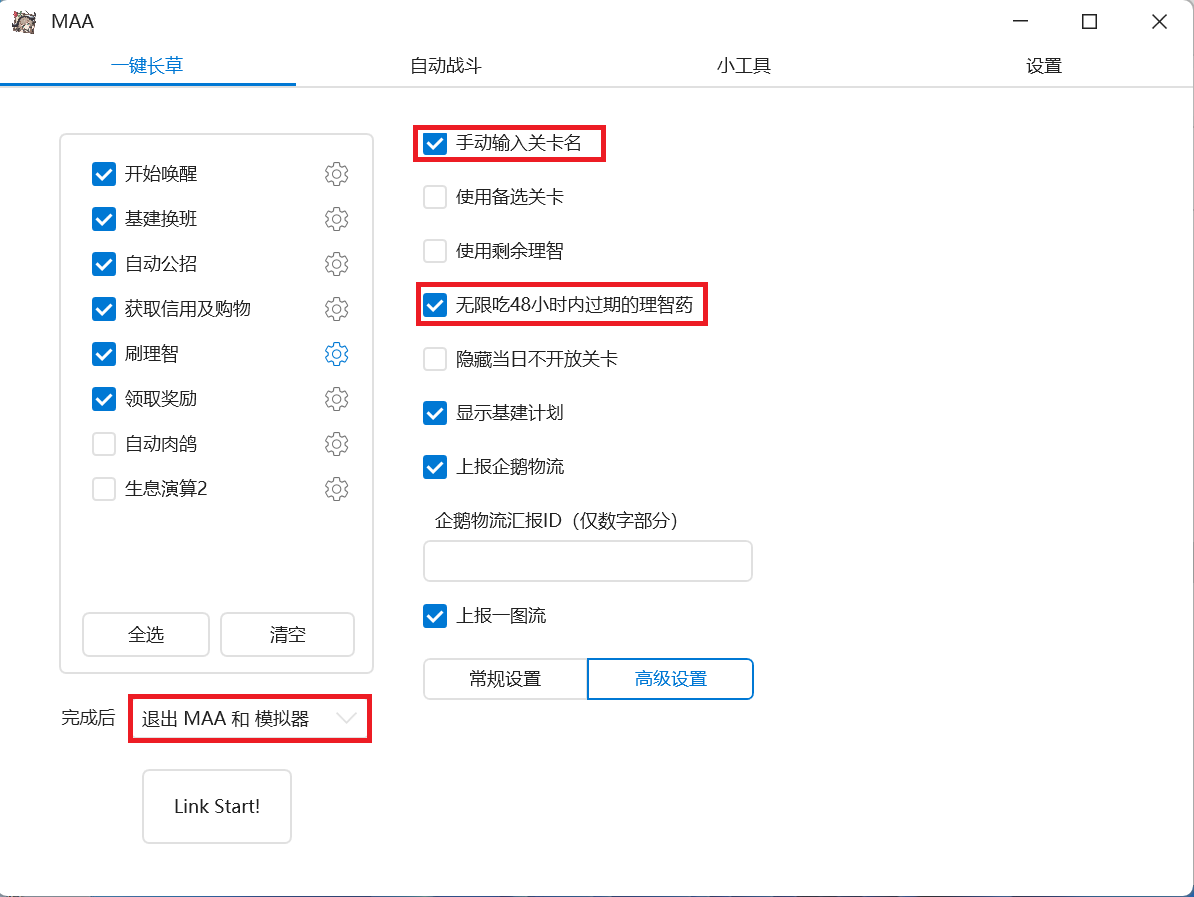 MAA
一键长草
自动战斗
小工具
设置
开始唤醒
基建换班
自动公招
获取信用及购物
刷理智
领取奖励
自动肉鸽
生息演算2
全选
清空
完成后
退出 MAA 和 模拟器
Link Start!
手动输入关卡名
使用备选关卡
使用剩余理智
无限吃48小时内过期的理智药
隐藏当日不开放关卡
显示基建计划
上报企鹅物流
企鹅物流汇报ID（仅数字部分）
上报一图流
常规设置
高级设置